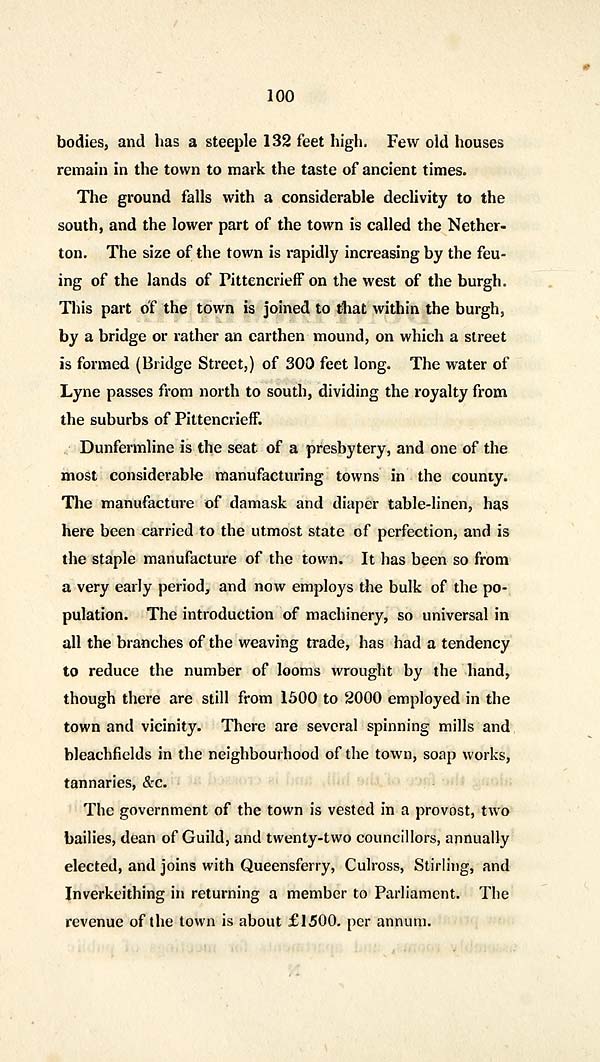 100
bodies, and has a steeple 132 feet high. Few old houses
remain in the town to mark the taste of ancient times.
The ground falls with a considerable declivity to the
south, and the lower part of the town is called the Nether-
ton. The size of the town is rapidly increasing by the feu-
ing of the lands of Pittencrieff on the west of the burgh.
This part of the town is joined to that within the burgh,
by a bridge or rather an earthen mound, on which a street
is formed (Bridge Street,) of 300 feet long. The water of
Lyne passes from north to south, dividing the royalty from
the suburbs of Pittencrieff.
Dunfermline is the seat of a presbytery, and one of the
most considerable manufacturing towns in the county.
The manufacture of damask and diaper table-linen, has
here been carried to the utmost state of perfection, and is
the staple manufacture of the town. It has been so from
a very early period, and now employs the bulk of the po-
pulation. The introduction of machinery, so universal in
all the branches of the weaving trade, has had a tendency
to reduce the number of looms wrought by the hand,
though there are still from 1500 to 2000 employed in the
town and vicinity. There are several spinning mills and
bleachfields in the neighbourhood of the town, soap works,
tannaries, &c.
The government of the town is vested in a provost, two
bailies, dean of Guild, and twenty-two councillors, annually
elected, and joins with Queensferry, Culross, Stirling, and
Inverkeithing in returning a member to Parliament. The
revenue of the town is about £1500. per annum.